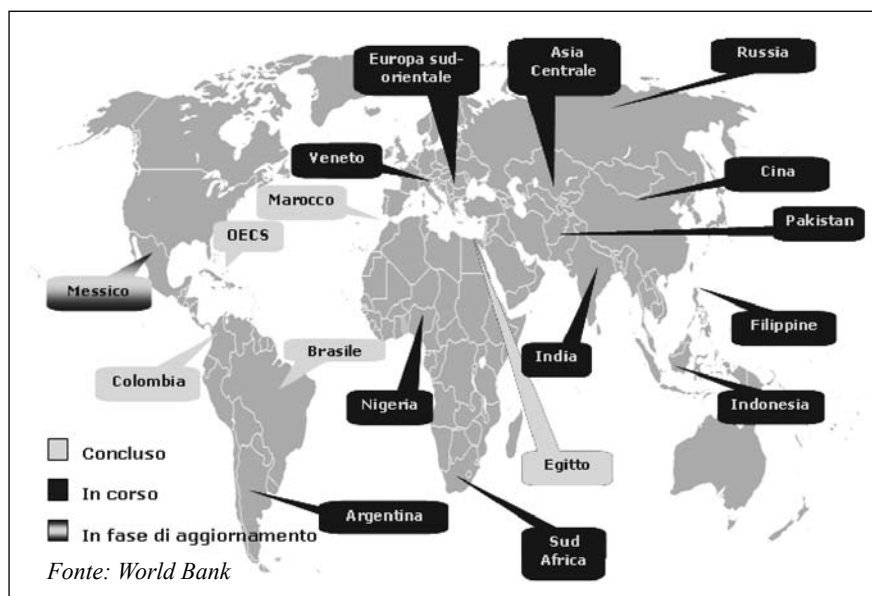 Europa sud-
orientale
Asia
Centrale
Russia
Veneto
Cina
Marocco
Pakistan
OECS
Messico
Filippine
Brasile
India
Colombia
Nigeria
Indonesia
Concluso
Egitto
In corso
Argentina
In fase di aggiornamento
Sud
Africa
Fonte: World Bank